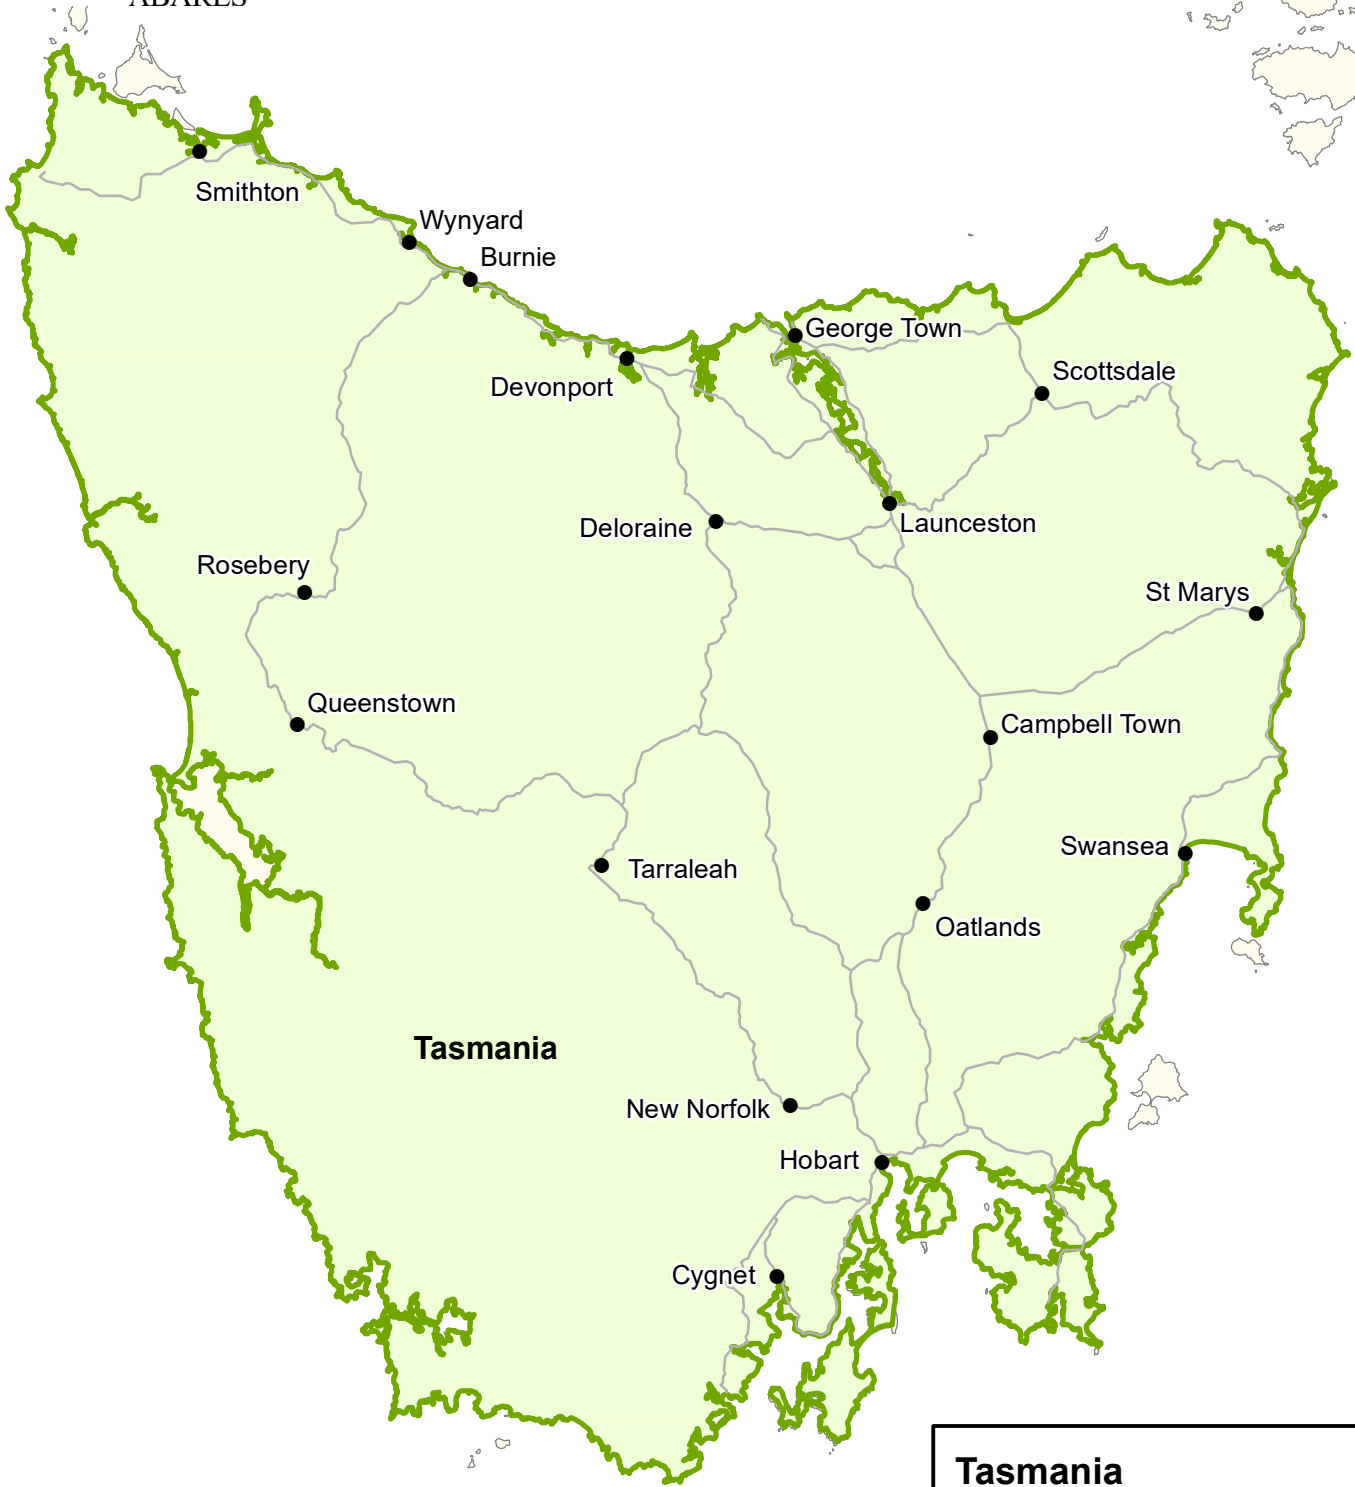 ABARES
Smithton
Wynyard
Burnie
George Town
Devonport
Scottsdale
Deloraine
Launceston
Rosebery
St Marys
Queenstown
Campbell Town
Swansea
Tarraleah
Oatlands
Tasmania
New Norfolk
Hobart
Cygnet
Tasmania